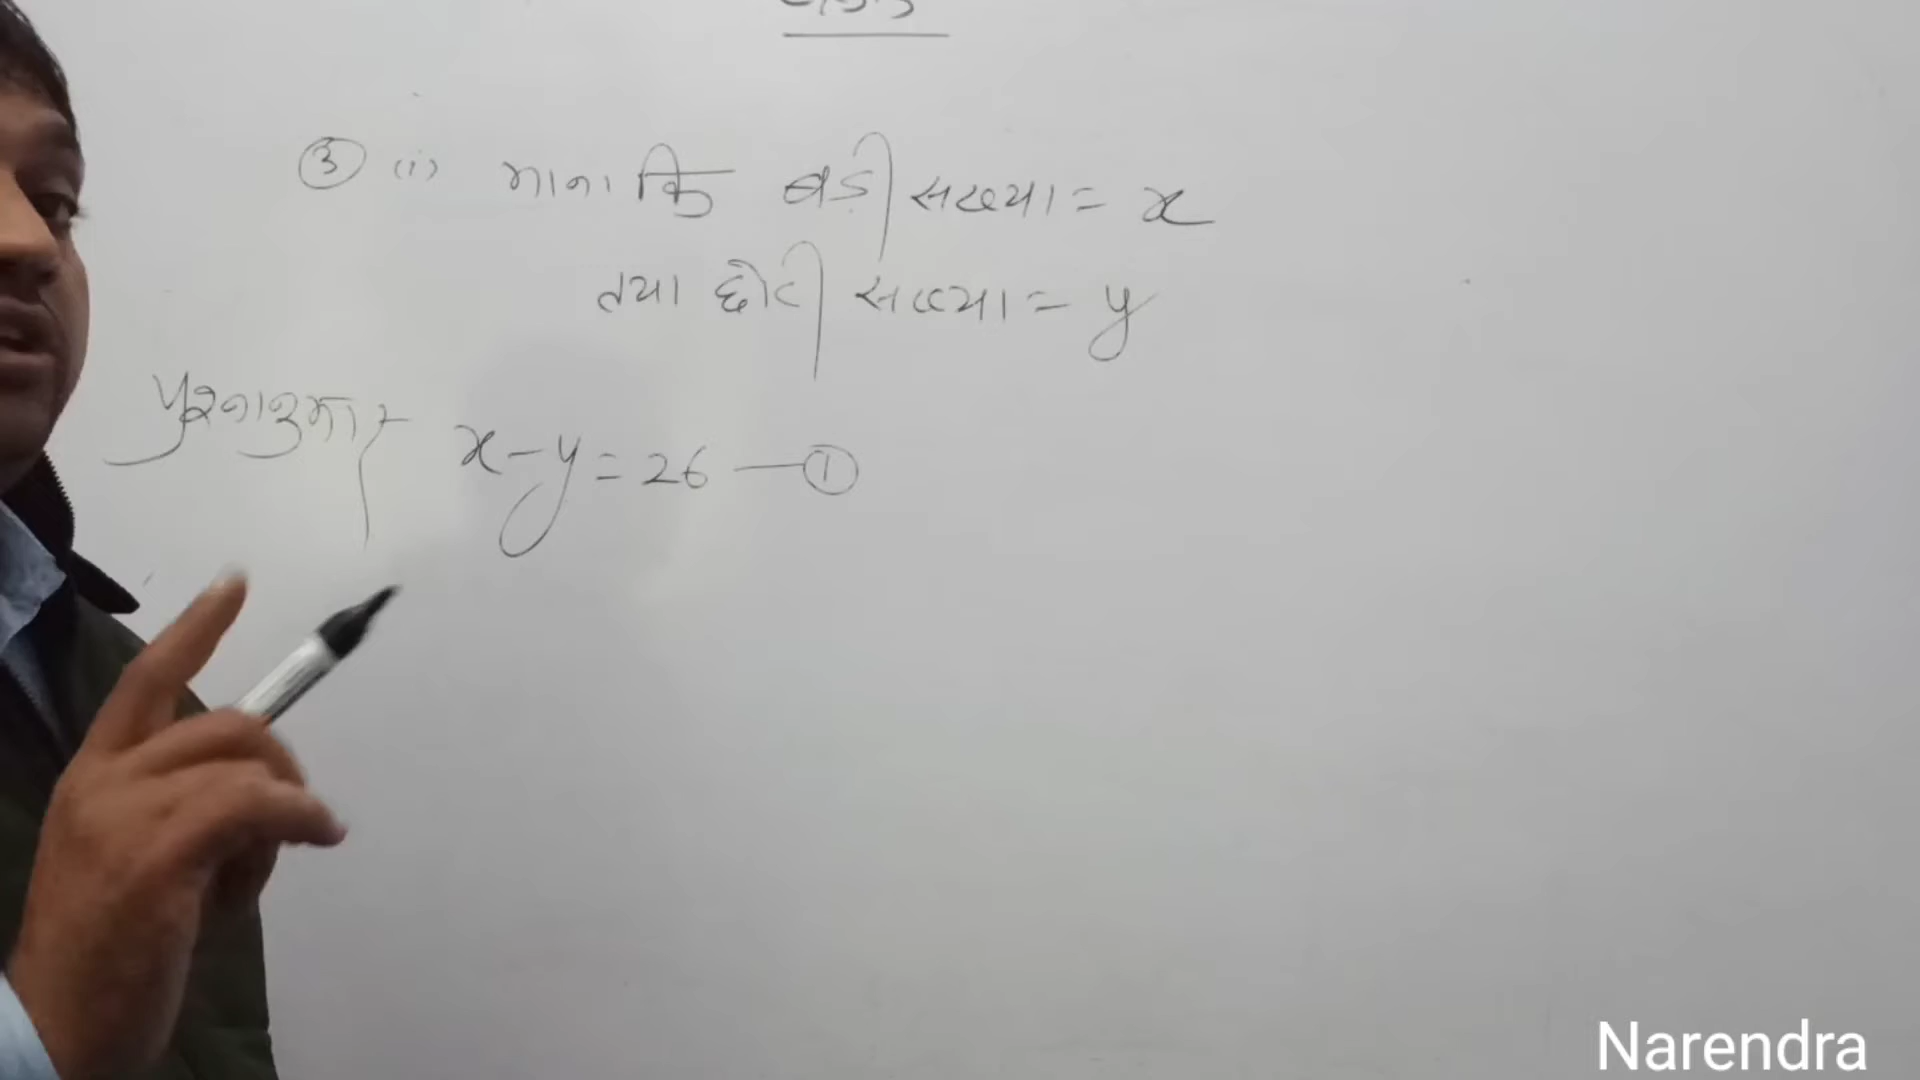 ③ (i) माना कि बड़ी संख्या = x
तथा छोटी संख्या = y
प्रश्नानुसार x - y = 26 — ①
Narendra